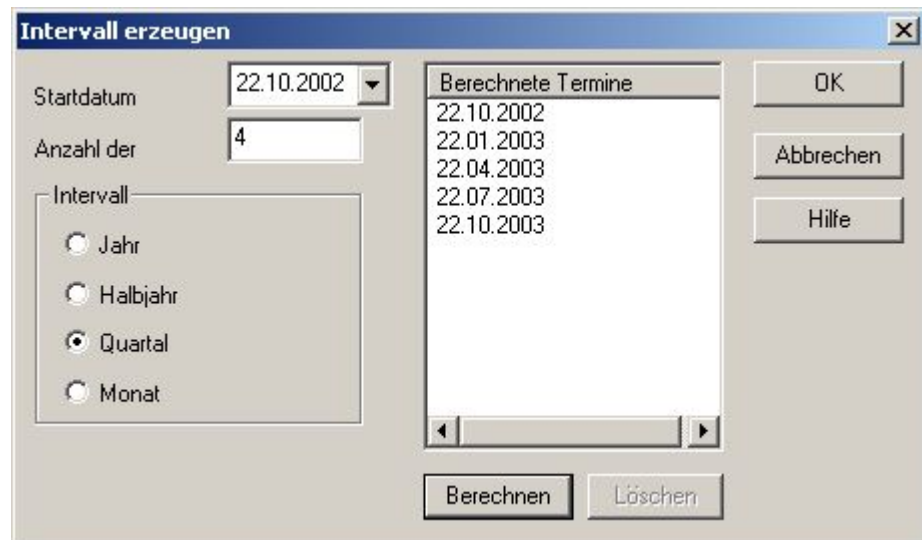 Intervall erzeugen
Startdatum
22.10.2002
Anzahl der
4
Intervall
Jahr
Halbjahr
Quartal
Monat
Berechnete Termine
22.10.2002
22.01.2003
22.04.2003
22.07.2003
22.10.2003
Berechnen
Löschen
OK
Abbrechen
Hilfe